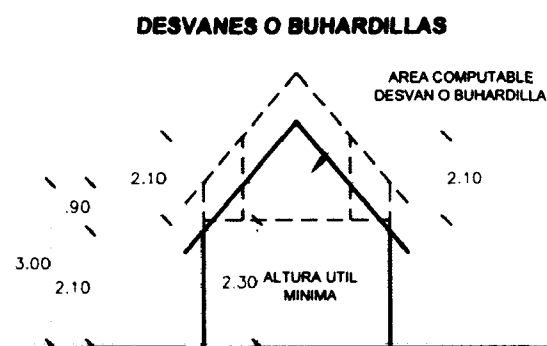 DESVANES O BUHARDILLAS
AREA COMPUTABLE
DESVAN O BUHARDILLA
2.10
2.10
.90
3.00
2.10
2.30
ALTURA UTIL
MINIMA